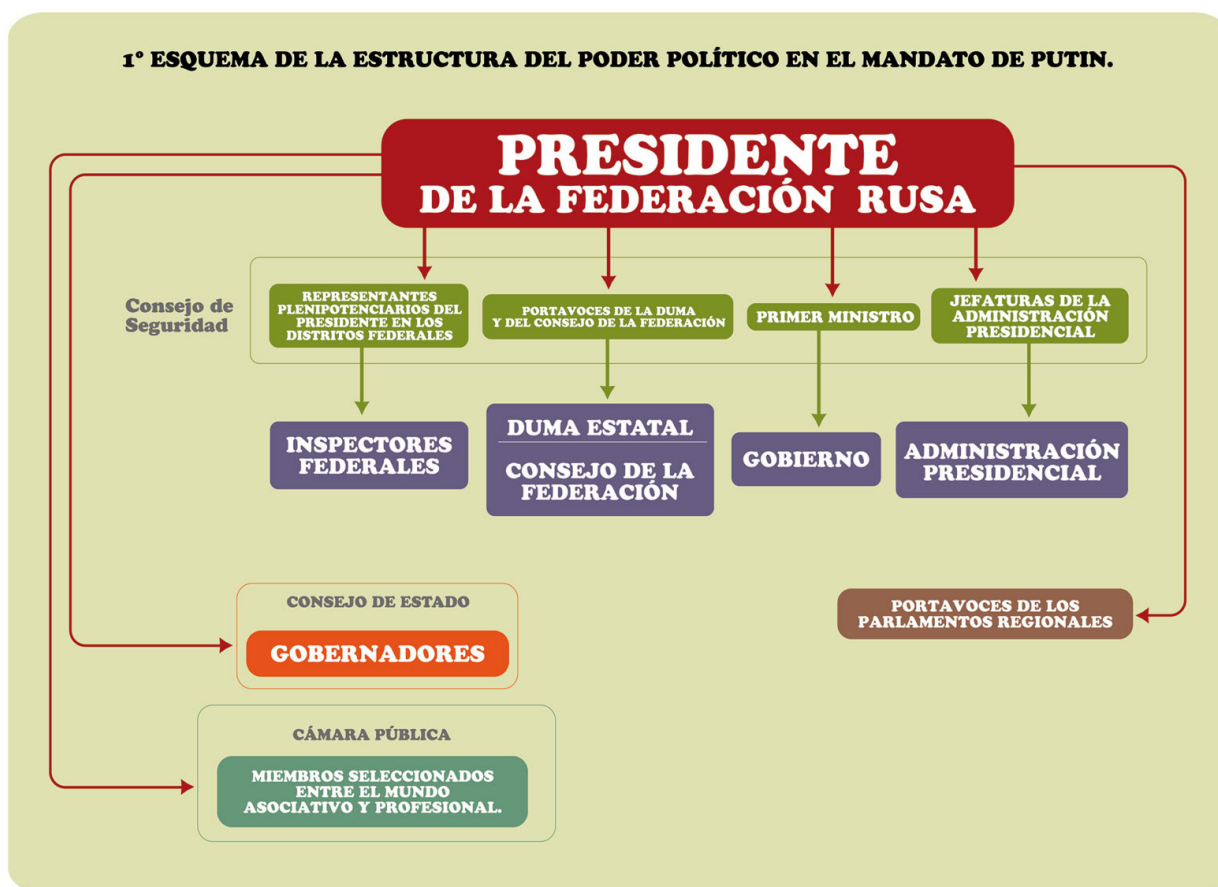 1º ESQUEMA DE LA ESTRUCTURA DEL PODER POLÍTICO EN EL MANDATO DE PUTIN.
PRESIDENTE
DE LA FEDERACIÓN RUSA
Consejo de
Seguridad
REPRESENTANTES
PLENIPOTENCIARIOS DEL
PRESIDENTE EN LOS
DISTRITOS FEDERALES
PORTAVOCES DE LA DUMA
Y DEL CONSEJO DE LA FEDERACIÓN
PRIMER MINISTRO
JEFATURAS DE LA
ADMINISTRACIÓN
PRESIDENCIAL
INSPECTORES
FEDERALES
DUMA ESTATAL
CONSEJO DE LA
FEDERACIÓN
GOBIERNO
ADMINISTRACIÓN
PRESIDENCIAL
CONSEJO DE ESTADO
GOBERNADORES
PORTAVOCES DE LOS
PARLAMENTOS REGIONALES
CÁMARA PÚBLICA
MIEMBROS SELECCIONADOS
ENTRE EL MUNDO
ASOCIATIVO Y PROFESIONAL.